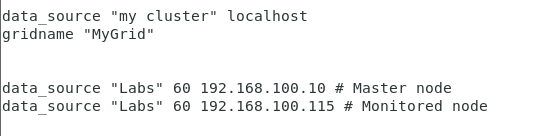 data_source "my cluster" localhost
gridname "MyGrid"
data_source "Labs" 60 192.168.100.10 # Master node
data_source "Labs" 60 192.168.100.115 # Monitored node